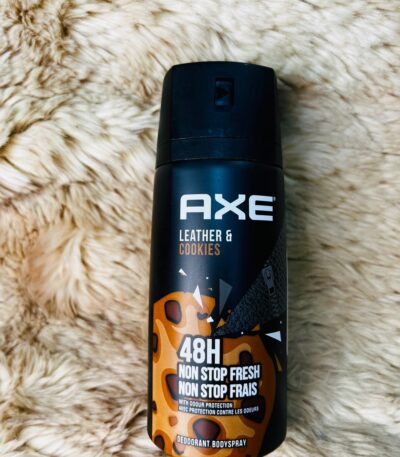 AXE
LEATHER &
COOKIES
48H
NON STOP FRESH
NON STOP FRAIS
WITH ODOUR PROTECTION
AVEC PROTECTION CONTRE LES ODEURS
DEODORANT BODYSPRAY